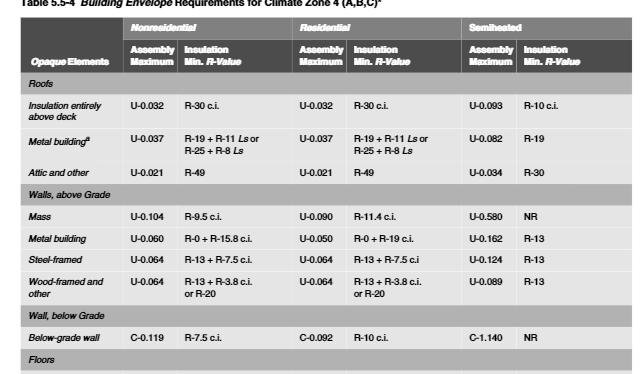 Table 5.5-4 Building Envelope Requirements for Climate Zone 4 (A,B,C)*
Nonresidential Residential Semiheated
Opaque Elements Assembly Maximum Insulation Min. R-Value Assembly Maximum Insulation Min. R-Value Assembly Maximum Insulation Min. R-Value
Roofs
Insulation entirely above deck U-0.032 R-30 c.i. U-0.032 R-30 c.i. U-0.093 R-10 c.i.
Metal buildingª U-0.037 R-19 + R-11 Ls or R-25 + R-8 Ls U-0.037 R-19 + R-11 Ls or R-25 + R-8 Ls U-0.082 R-19
Attic and other U-0.021 R-49 U-0.021 R-49 U-0.034 R-30
Walls, above Grade
Mass U-0.104 R-9.5 c.i. U-0.090 R-11.4 c.i. U-0.580 NR
Metal building U-0.060 R-0 + R-15.8 c.i. U-0.050 R-0 + R-19 c.i. U-0.162 R-13
Steel-framed U-0.064 R-13 + R-7.5 c.i. U-0.064 R-13 + R-7.5 c.i U-0.124 R-13
Wood-framed and other U-0.064 R-13 + R-3.8 c.i. or R-20 U-0.064 R-13 + R-3.8 c.i. or R-20 U-0.089 R-13
Wall, below Grade
Below-grade wall C-0.119 R-7.5 c.i. C-0.092 R-10 c.i. C-1.140 NR
Floors